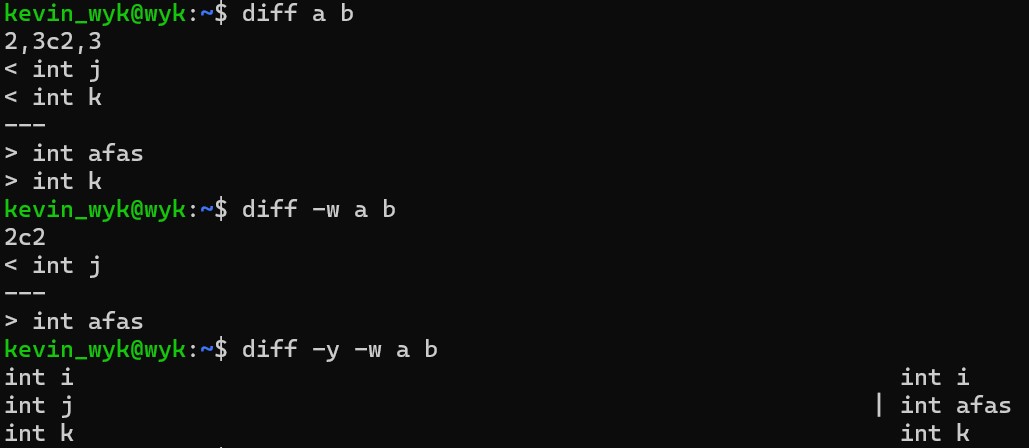 kevin_wyk@wyk:~$ diff a b
2,3c2,3
< int j
< int k
---
> int afas
> int k
kevin_wyk@wyk:~$ diff -w a b
2c2
< int j
---
> int afas
kevin_wyk@wyk:~$ diff -y -w a b
int i                                                           int i
int j                                                         | int afas
int k                                                           int k